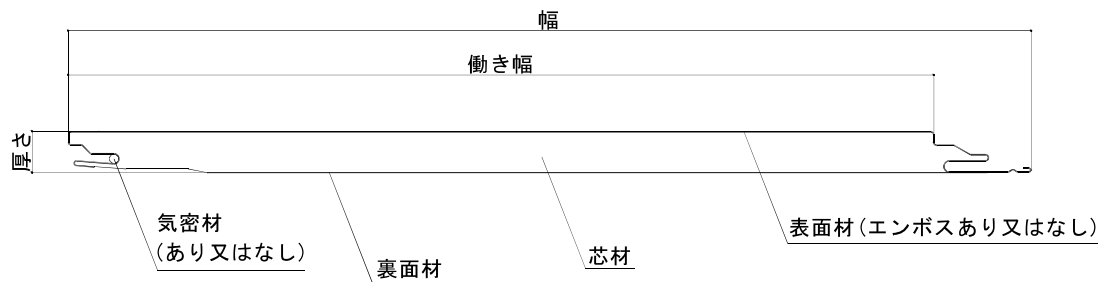 幅
働き幅
厚さ
気密材
(あり又はなし)
裏面材
芯材
表面材(エンボスあり又はなし)